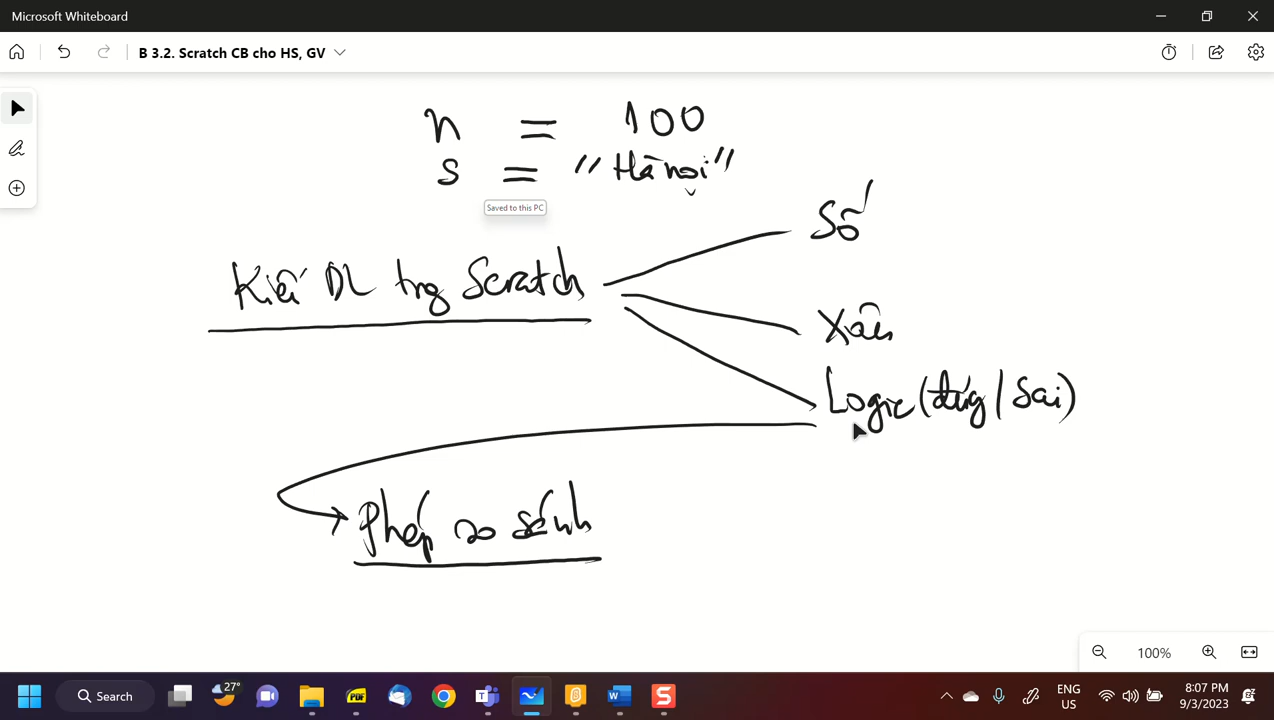 Microsoft Whiteboard
B 3.2. Scratch CB cho HS, GV
n = 100
s = "Hà nội"
Saved to this PC
Số
Kiểu DL trg Scratch
Xâu
Logic (đúg | Sai)
Phép so sánh
100%
27°
Search
ENG
US
8:07 PM
9/3/2023